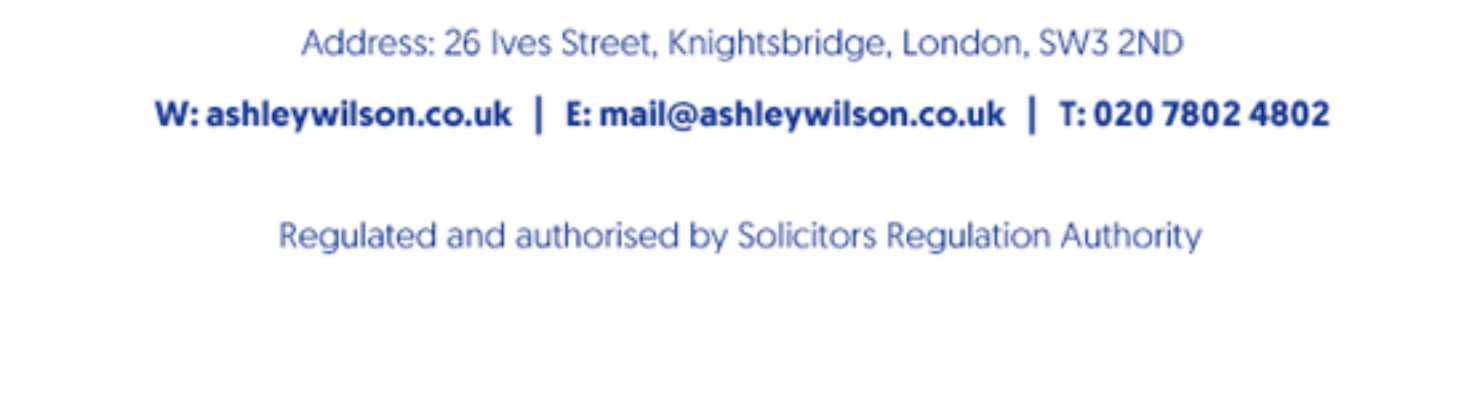 Address: 26 Ives Street, Knightsbridge, London, SW3 2ND
W: ashleywilson.co.uk | E: mail@ashleywilson.co.uk | T: 020 7802 4802
Regulated and authorised by Solicitors Regulation Authority